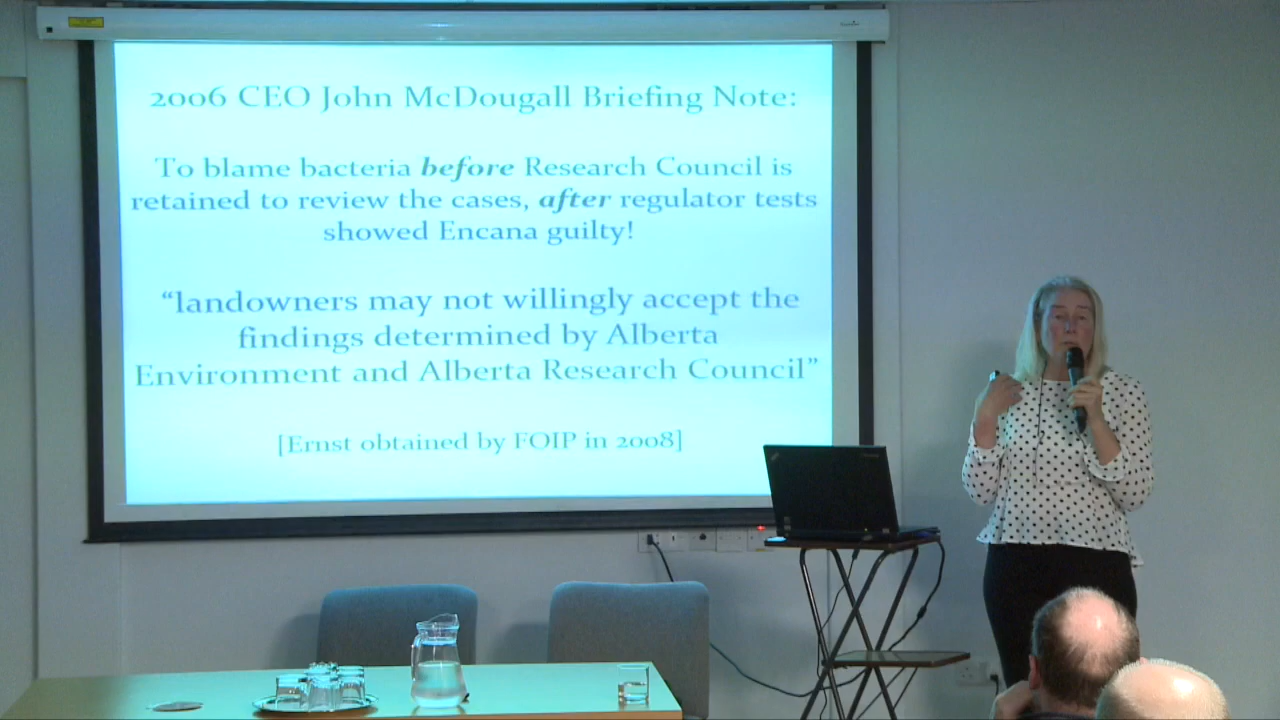 2006 CEO John McDougall Briefing Note:
To blame bacteria before Research Council is
retained to review the cases, after regulator tests
showed Encana guilty!
“landowners may not willingly accept the
findings determined by Alberta
Environment and Alberta Research Council”
[Ernst obtained by FOIP in 2008]